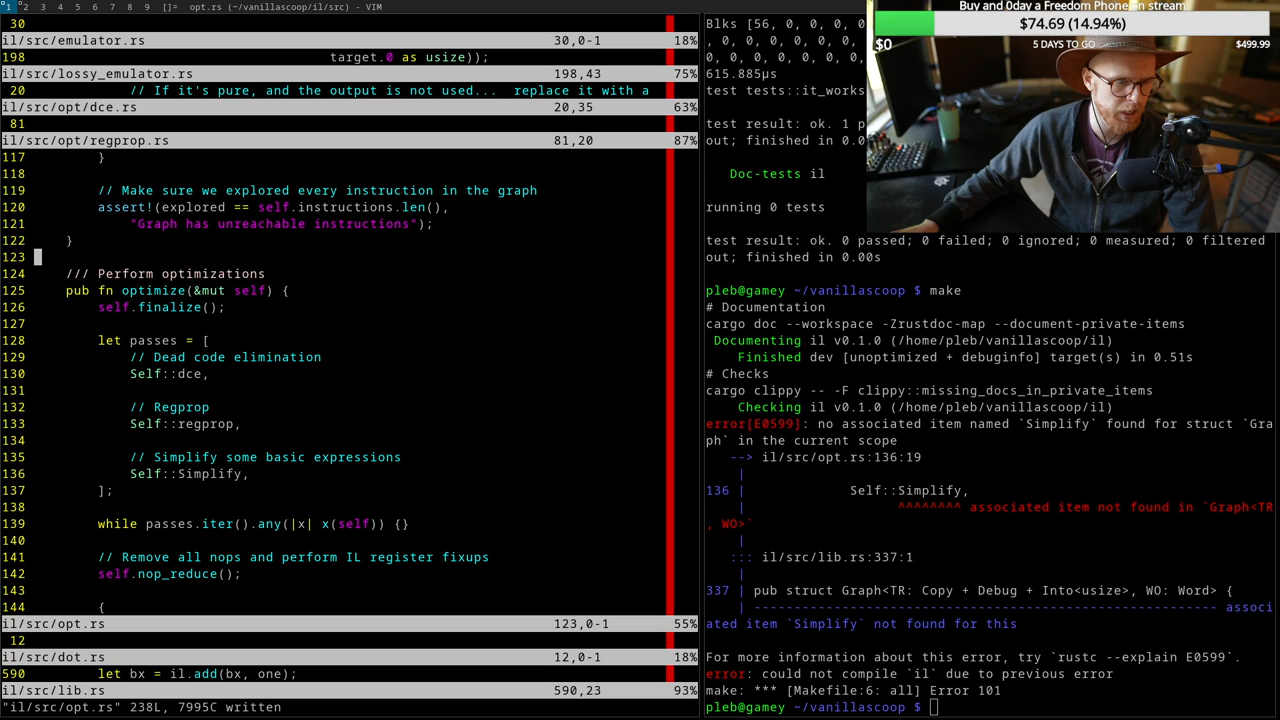 1 2 3 4 5 6 7 8 9 []= opt.rs (~/vanillascoop/il/src) - VIM
30
il/src/emulator.rs 30,0-1 18%
198 target.0 as usize));
il/src/lossy_emulator.rs 198,43 75%
20 // If it's pure, and the output is not used... replace it with a
il/src/opt/dce.rs 20,35 63%
81
il/src/opt/regprop.rs 81,20 87%
117 }
118
119 // Make sure we explored every instruction in the graph
120 assert!(explored == self.instructions.len(),
121 "Graph has unreachable instructions");
122 }
123
124 /// Perform optimizations
125 pub fn optimize(&mut self) {
126 self.finalize();
127
128 let passes = [
129 // Dead code elimination
130 Self::dce,
131
132 // Regprop
133 Self::regprop,
134
135 // Simplify some basic expressions
136 Self::Simplify,
137 ];
138
139 while passes.iter().any(|x| x(self)) {}
140
141 // Remove all nops and perform IL register fixups
142 self.nop_reduce();
143
144 {
il/src/opt.rs 123,0-1 55%
12
il/src/dot.rs 12,0-1 18%
590 let bx = il.add(bx, one);
il/src/lib.rs 590,23 93%
"il/src/opt.rs" 238L, 7995C written
Blks [56, 0, 0, 0, 0
, 0, 0, 0, 0, 0, 0,
0, 0, 0, 0, 0, 0, 0
615.885µs
test tests::it_works
test result: ok. 1 p
out; finished in 0.0
Doc-tests il
running 0 tests
test result: ok. 0 passed; 0 failed; 0 ignored; 0 measured; 0 filtered
out; finished in 0.00s
pleb@gamey ~/vanillascoop $ make
# Documentation
cargo doc --workspace -Zrustdoc-map --document-private-items
Documenting il v0.1.0 (/home/pleb/vanillascoop/il)
Finished dev [unoptimized + debuginfo] target(s) in 0.51s
# Checks
cargo clippy -- -F clippy::missing_docs_in_private_items
Checking il v0.1.0 (/home/pleb/vanillascoop/il)
error[E0599]: no associated item named `Simplify` found for struct `Gra
ph` in the current scope
--> il/src/opt.rs:136:19
|
136 | Self::Simplify,
| ^^^^^^^^ associated item not found in `Graph<TR
, WO>`
|
::: il/src/lib.rs:337:1
|
337 | pub struct Graph<TR: Copy + Debug + Into<usize>, WO: Word> {
| ---------------------------------------------------------- associ
ated item `Simplify` not found for this
For more information about this error, try `rustc --explain E0599`.
error: could not compile `il` due to previous error
make: *** [Makefile:6: all] Error 101
pleb@gamey ~/vanillascoop $
Buy and 0day a Freedom Phone on stream
$74.69 (14.94%)
$0 5 DAYS TO GO $499.99